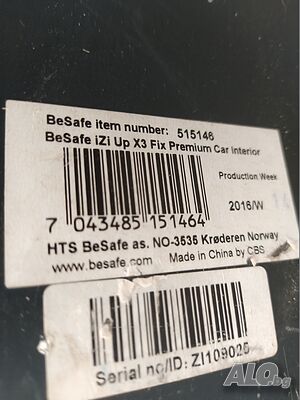 BeSafe item number: 515146
BeSafe iZi Up X3 Fix Premium Car Interior
Production Week
2016/W 14
7 043485 151464
HTS BeSafe as. NO-3535 Krøderen Norway
www.besafe.com Made in China by CBS
Serial no/ID: ZI109025
ALO.bg